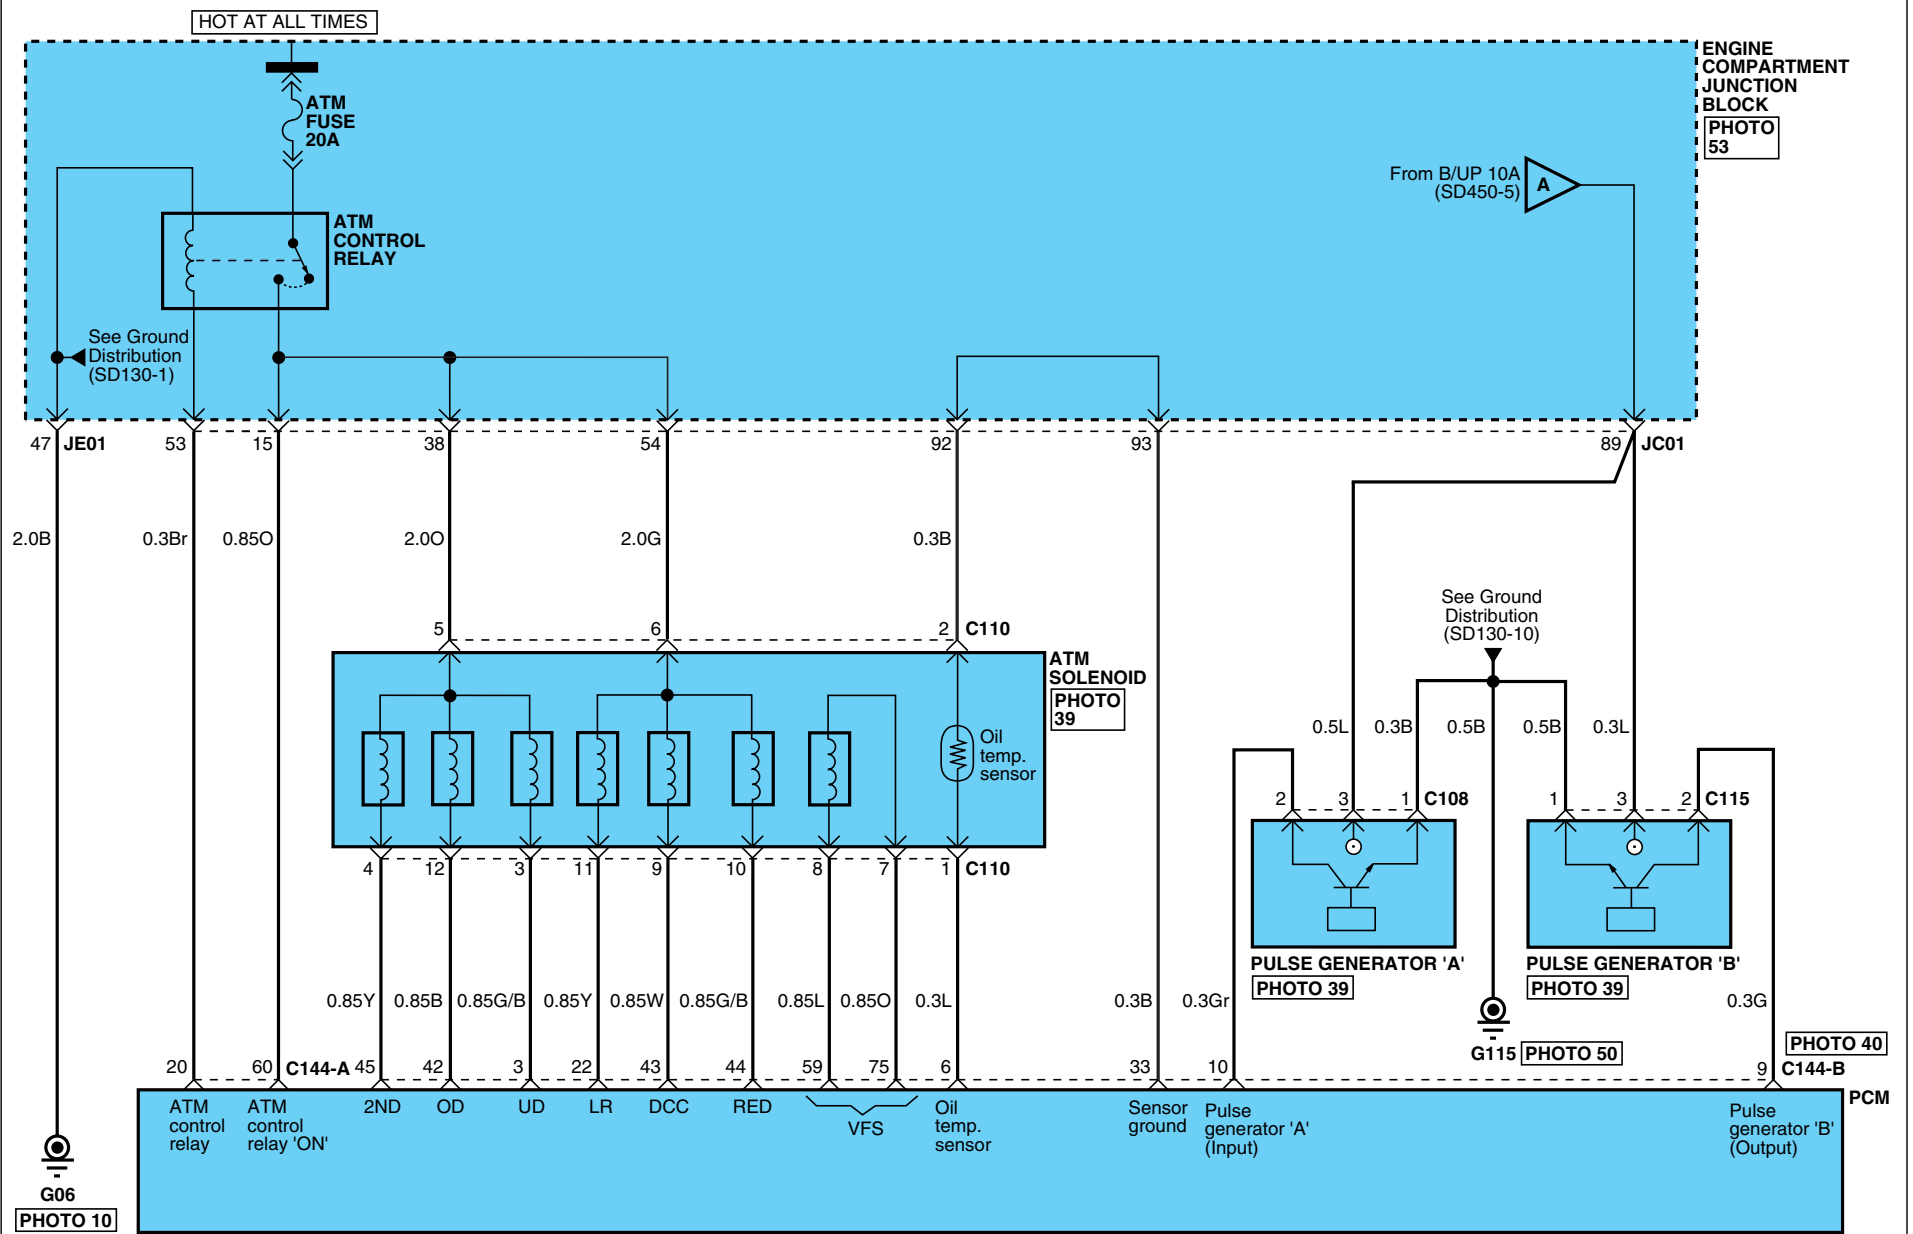 HOT AT ALL TIMES
ENGINE
COMPARTMENT
JUNCTION
BLOCK
PHOTO
53
ATM
FUSE
20A
From B/UP 10A
(SD450-5)
A
ATM
CONTROL
RELAY
See Ground
Distribution
(SD130-1)
47 JE01 53 15 38 54 92 93 89 JC01
2.0B 0.3Br 0.85O 2.0O 2.0G 0.3B
See Ground
Distribution
(SD130-10)
5 6 2 C110
ATM
SOLENOID
PHOTO
39
Oil
temp.
sensor
0.5L 0.3B 0.5B 0.5B 0.3L
2 3 1 C108 1 3 2 C115
4 12 3 11 9 10 8 7 1 C110
PULSE GENERATOR 'A'
PHOTO 39
PULSE GENERATOR 'B'
PHOTO 39
0.85Y 0.85B 0.85G/B 0.85Y 0.85W 0.85G/B 0.85L 0.85O 0.3L 0.3B 0.3Gr 0.3G
G115 PHOTO 50
PHOTO 40
20 60 C144-A 45 42 3 22 43 44 59 75 6 33 10 9 C144-B
PCM
ATM
control
relay
ATM
control
relay 'ON'
2ND OD UD LR DCC RED
VFS
Oil
temp.
sensor
Sensor
ground
Pulse
generator 'A'
(Input)
Pulse
generator 'B'
(Output)
G06
PHOTO 10